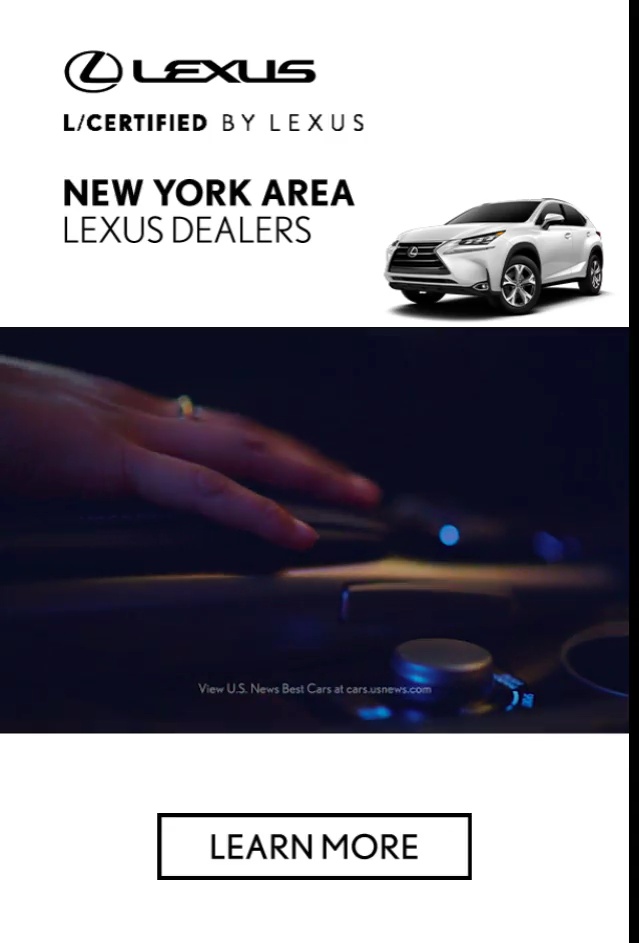 LEXUS
L/CERTIFIED BY LEXUS
NEW YORK AREA
LEXUS DEALERS
View U.S. News Best Cars at cars.usnews.com
LEARN MORE